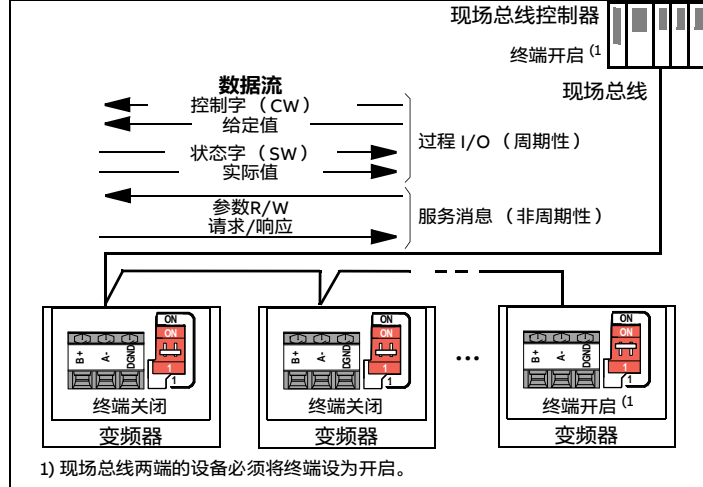 现场总线控制器
终端开启 (1
现场总线
数据流
控制字 （CW）
给定值
状态字 （SW）
实际值
过程 I/O （周期性）
参数R/W
请求/响应
服务消息 （非周期性）
B+ A- DGND ON ON 1 1
终端关闭
变频器
B+ A- DGND ON ON 1 1
终端关闭
变频器
...
B+ A- DGND ON ON 1 1
终端开启 (1
变频器
1) 现场总线两端的设备必须将终端设为开启。